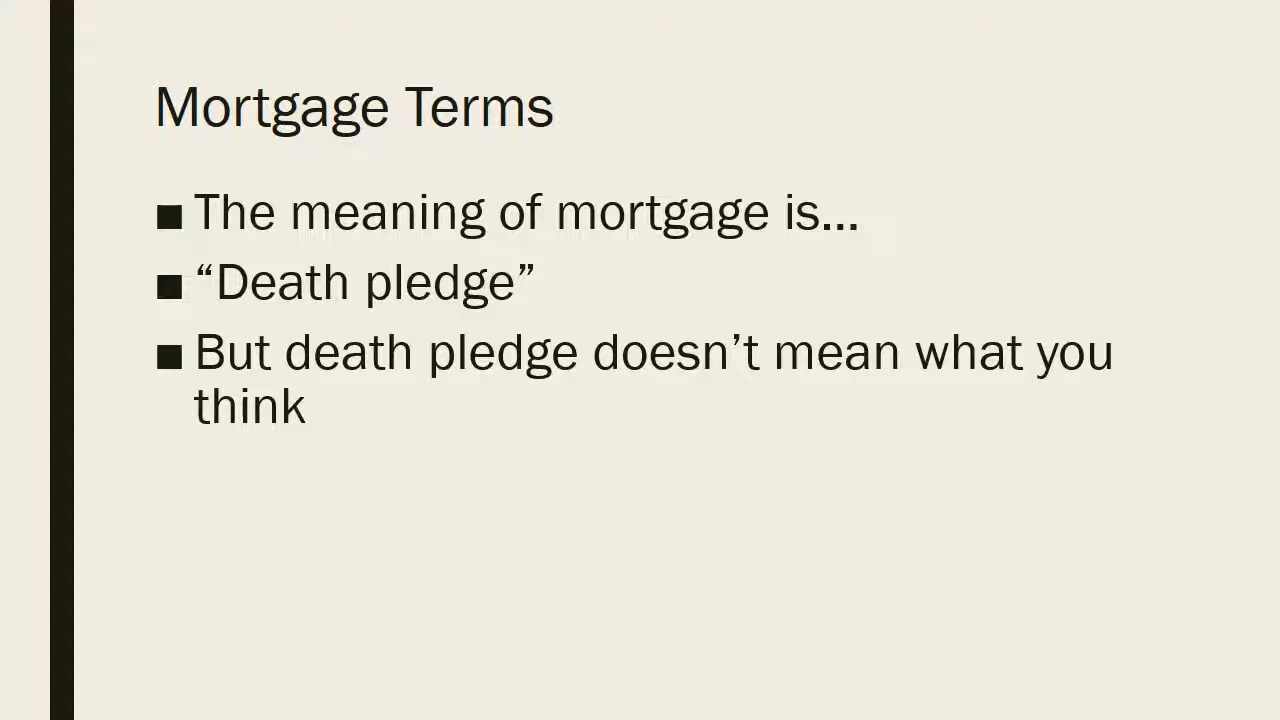 Mortgage Terms
■ The meaning of mortgage is...
■ “Death pledge”
■ But death pledge doesn’t mean what you
think